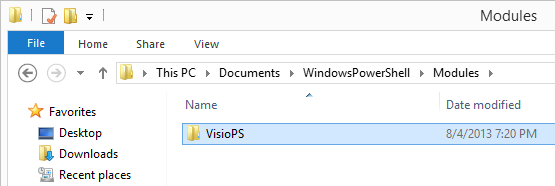 Modules
File Home Share View
This PC Documents WindowsPowerShell Modules
Favorites
Desktop
Downloads
Recent places
Name Date modified
VisioPS 8/4/2013 7:20 PM